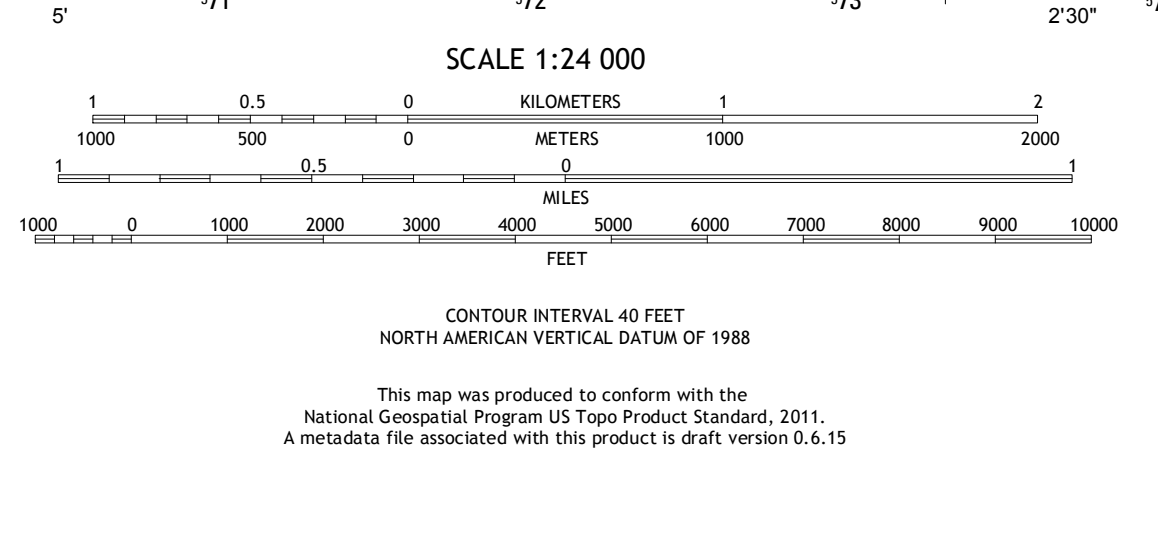 5' 571 572 573 2'30"
SCALE 1:24 000
1 0.5 0 KILOMETERS 1 2
1000 500 0 METERS 1000 2000
1 0.5 0 1
MILES
1000 0 1000 2000 3000 4000 5000 6000 7000 8000 9000 10000
FEET
CONTOUR INTERVAL 40 FEET
NORTH AMERICAN VERTICAL DATUM OF 1988
This map was produced to conform with the
National Geospatial Program US Topo Product Standard, 2011.
A metadata file associated with this product is draft version 0.6.15